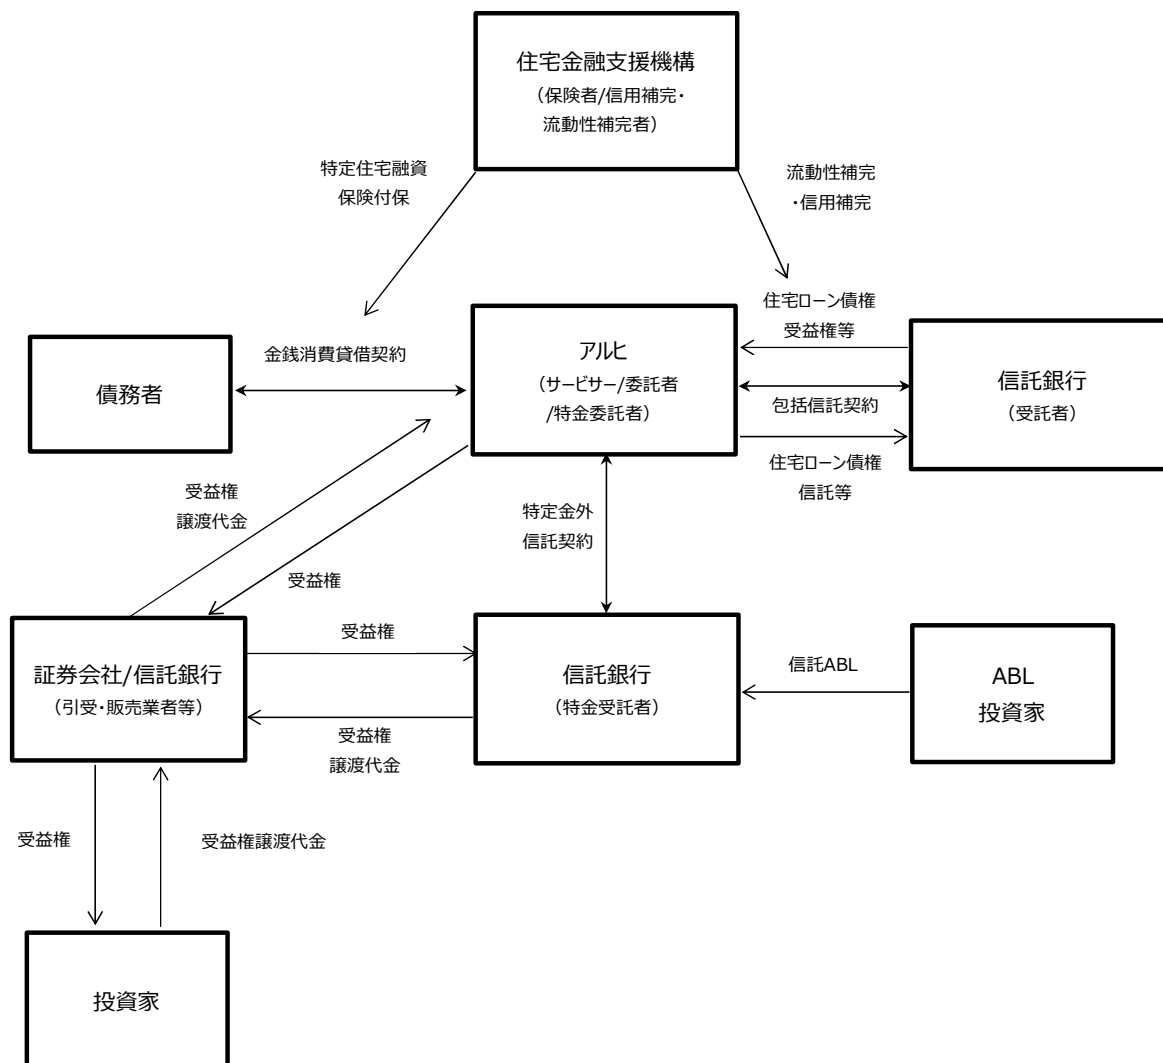 住宅金融支援機構
（保険者/信用補完・
流動性補完者）
特定住宅融資
保険付保
流動性補完
・信用補完
住宅ローン債権
受益権等
アルヒ
（サービサー/委託者
/特金委託者）
信託銀行
（受託者）
債務者
金銭消費貸借契約
包括信託契約
住宅ローン債権
信託等
受益権
譲渡代金
特定金外
信託契約
受益権
証券会社/信託銀行
（引受・販売業者等）
受益権
信託銀行
（特金受託者）
信託ABL
ABL
投資家
受益権
譲渡代金
受益権
受益権譲渡代金
投資家